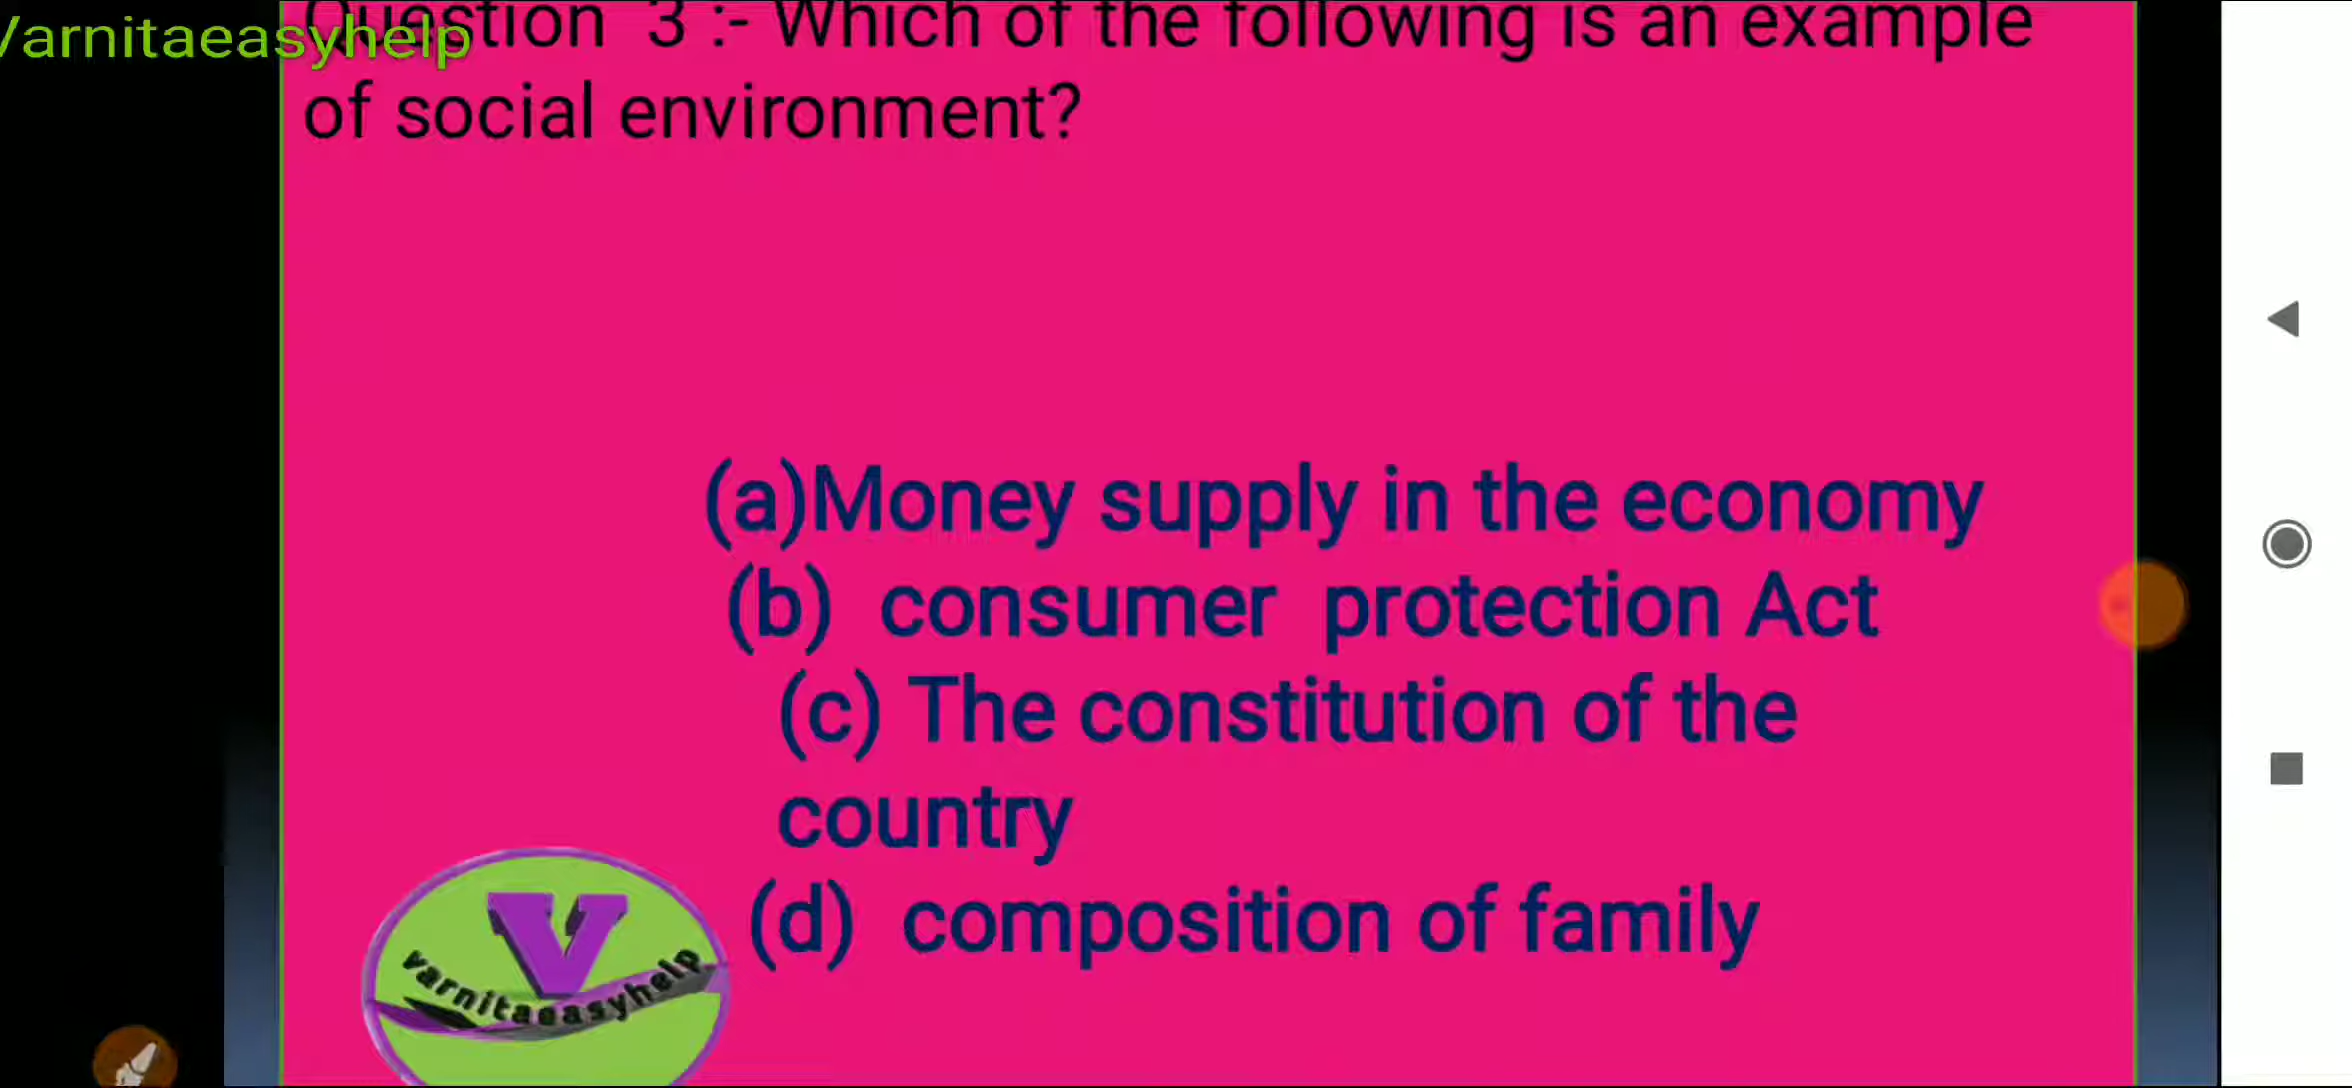 Varnitaeasyhelp
Question 3 :- Which of the following is an example
of social environment?
(a)Money supply in the economy
(b) consumer protection Act
(c) The constitution of the
country
(d) composition of family
V
varnitaeasyhelp